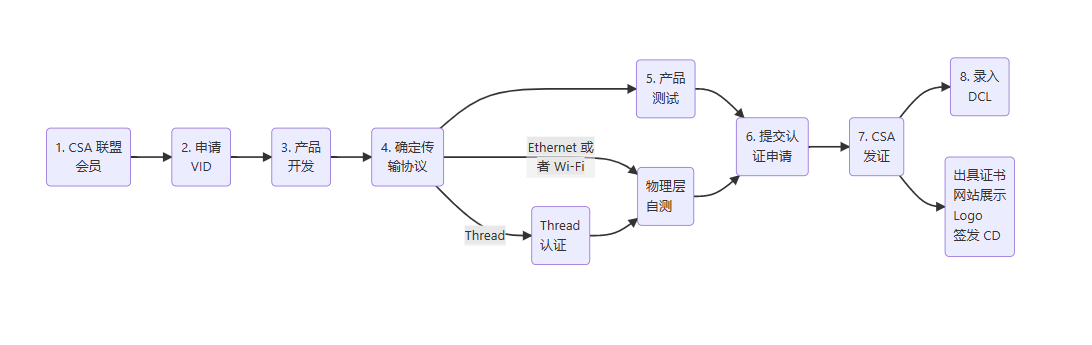 1. CSA 联盟
会员
2. 申请
VID
3. 产品
开发
4. 确定传
输协议
5. 产品
测试
Ethernet 或
者 Wi-Fi
Thread
Thread
认证
物理层
自测
6. 提交认
证申请
7. CSA
发证
8. 录入
DCL
出具证书
网站展示
Logo
签发 CD